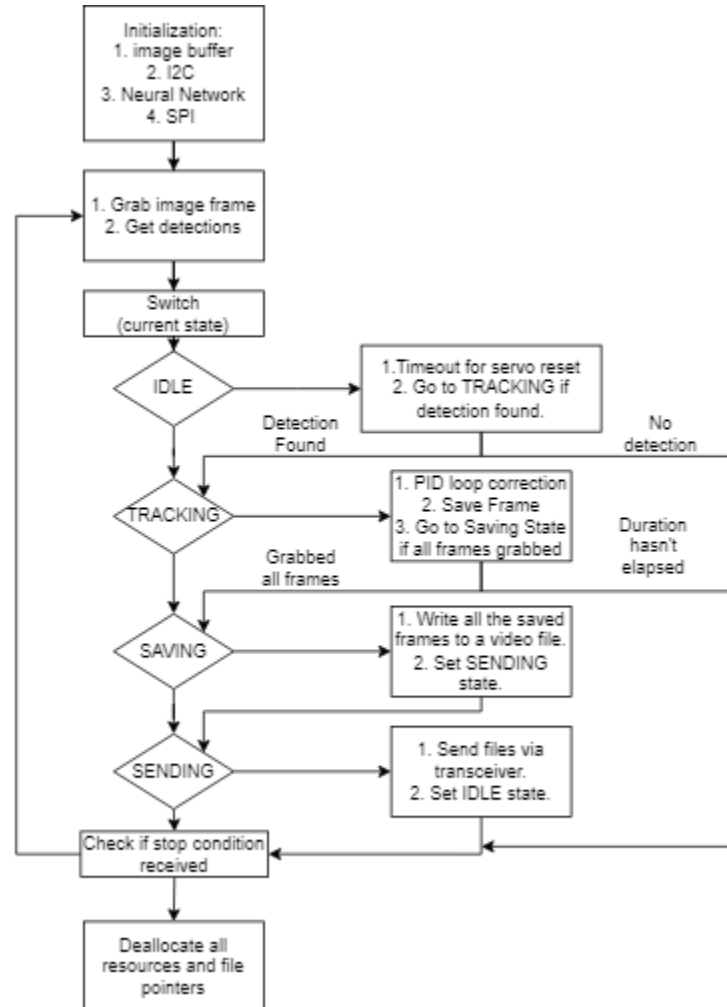 Initialization:
1. image buffer
2. I2C
3. Neural Network
4. SPI
1. Grab image frame
2. Get detections
Switch
(current state)
IDLE
1.Timeout for servo reset
2. Go to TRACKING if
detection found.
Detection
Found
No
detection
TRACKING
1. PID loop correction
2. Save Frame
3. Go to Saving State
if all frames grabbed
Duration
hasn't
elapsed
Grabbed
all frames
SAVING
1. Write all the saved
frames to a video file.
2. Set SENDING
state.
SENDING
1. Send files via
transceiver.
2. Set IDLE state.
Check if stop condition
received
Deallocate all
resources and file
pointers